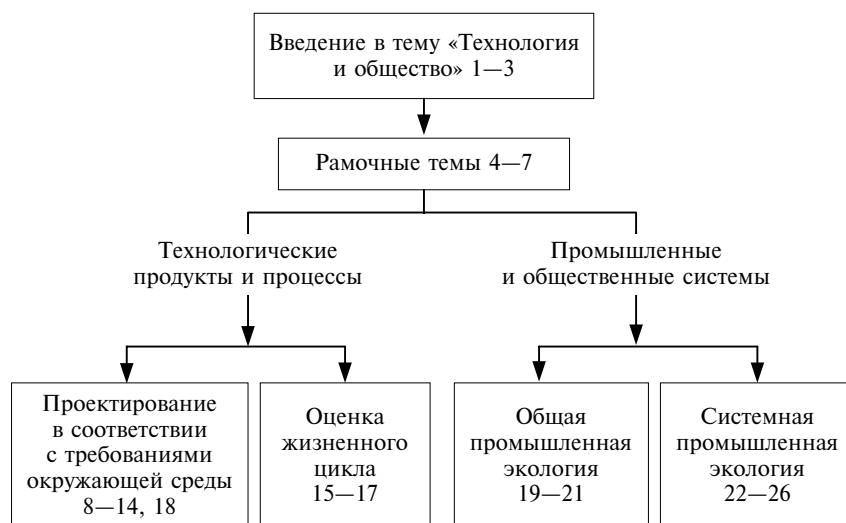 Введение в тему «Технология
и общество» 1—3
Рамочные темы 4—7
Технологические
продукты и процессы
Промышленные
и общественные системы
Проектирование
в соответствии
с требованиями
окружающей среды
8—14, 18
Оценка
жизненного
цикла
15—17
Общая
промышленная
экология
19—21
Системная
промышленная
экология
22—26